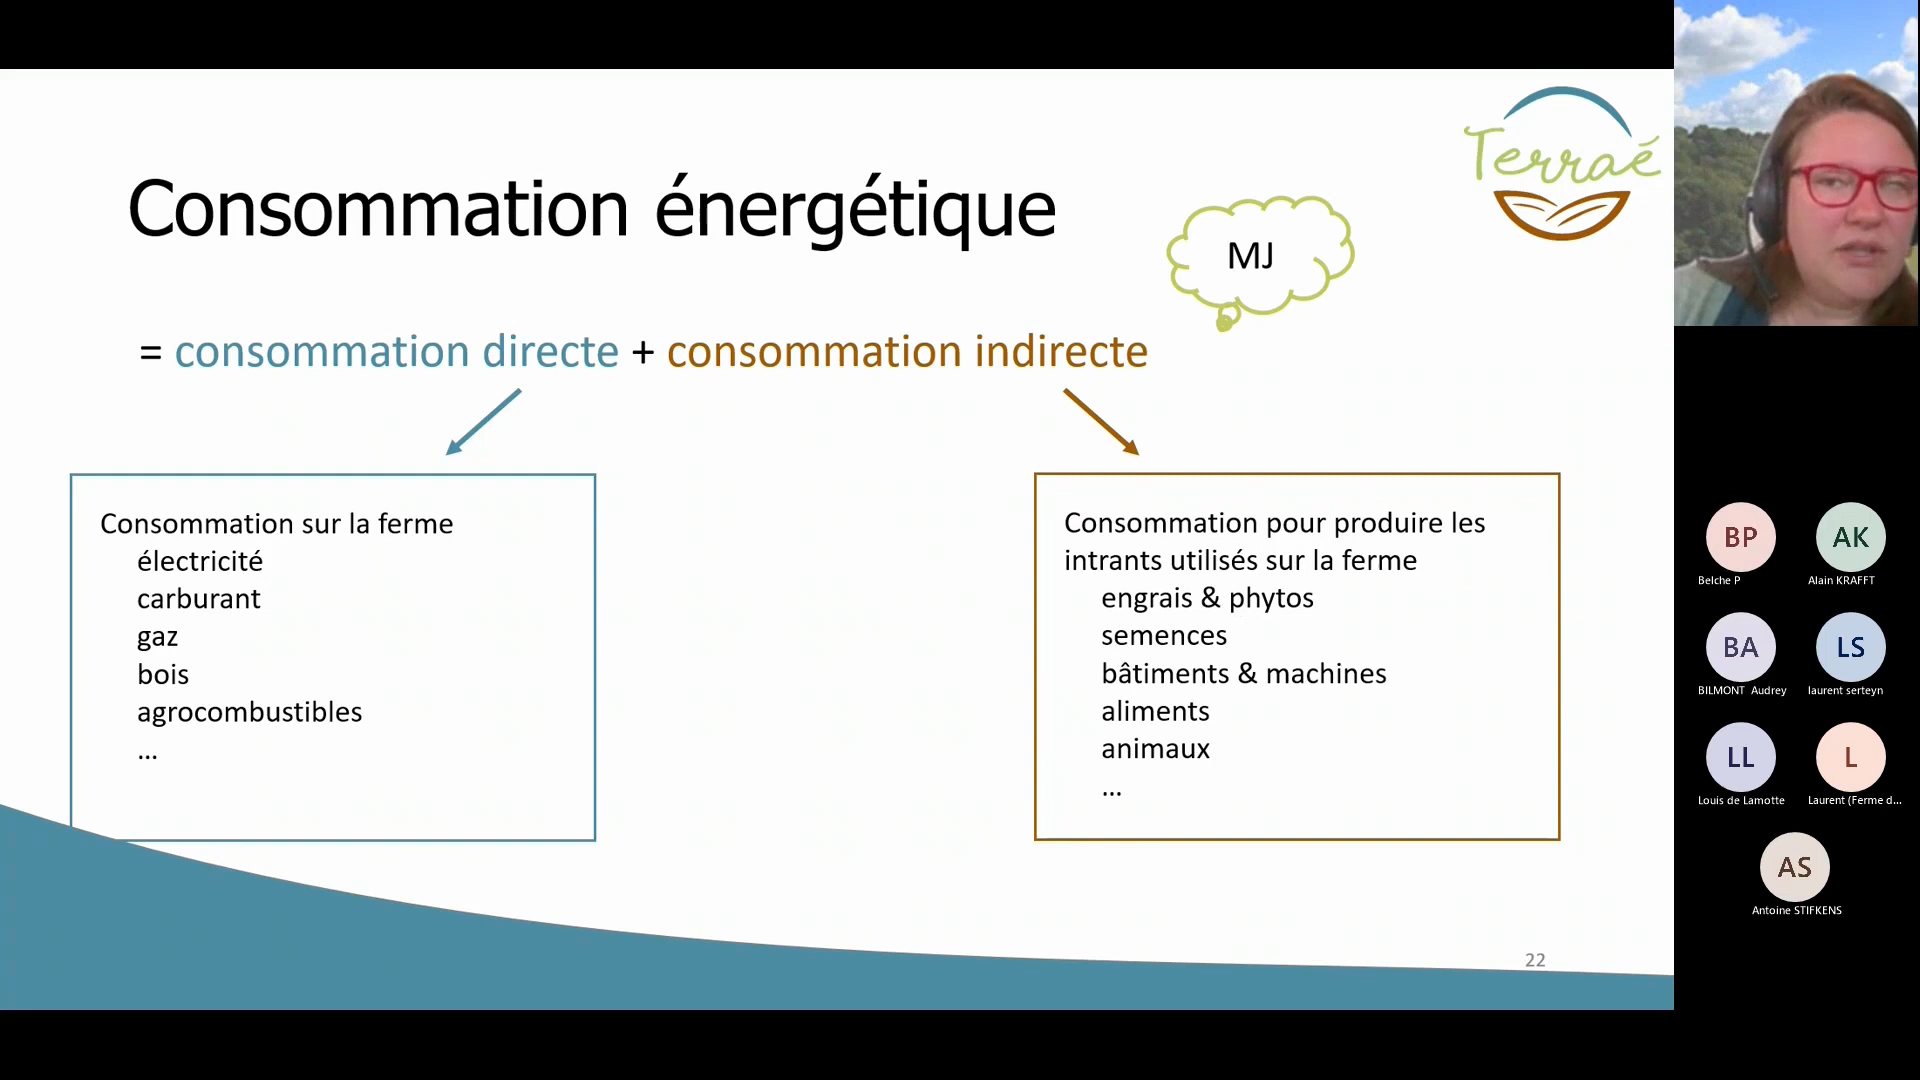 Terraé
Consommation énergétique
MJ
= consommation directe + consommation indirecte
Consommation sur la ferme
électricité
carburant
gaz
bois
agrocombustibles
...
Consommation pour produire les
intrants utilisés sur la ferme
engrais & phytos
semences
bâtiments & machines
aliments
animaux
...
22
BP
Belche P
AK
Alain KRAFFT
BA
BILMONT Audrey
LS
laurent serteyn
LL
Louis de Lamotte
L
Laurent (Ferme d...
AS
Antoine STIFKENS